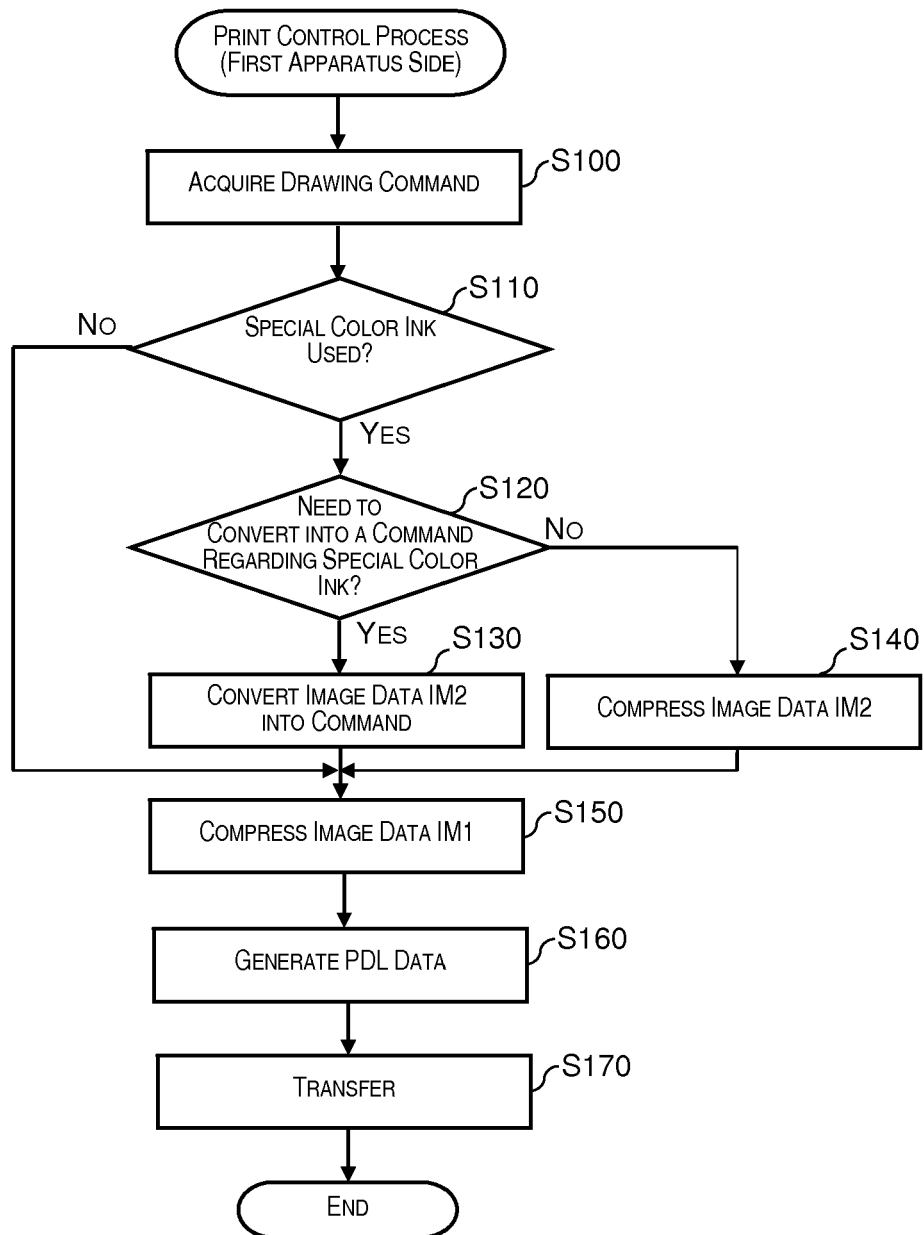 PRINT CONTROL PROCESS
(FIRST APPARATUS SIDE)
S100
ACQUIRE DRAWING COMMAND
S110
NO
SPECIAL COLOR INK
USED?
YES
S120
NEED TO
CONVERT INTO A COMMAND
REGARDING SPECIAL COLOR
INK?
NO
YES
S130
CONVERT IMAGE DATA IM2
INTO COMMAND
S140
COMPRESS IMAGE DATA IM2
S150
COMPRESS IMAGE DATA IM1
S160
GENERATE PDL DATA
S170
TRANSFER
END